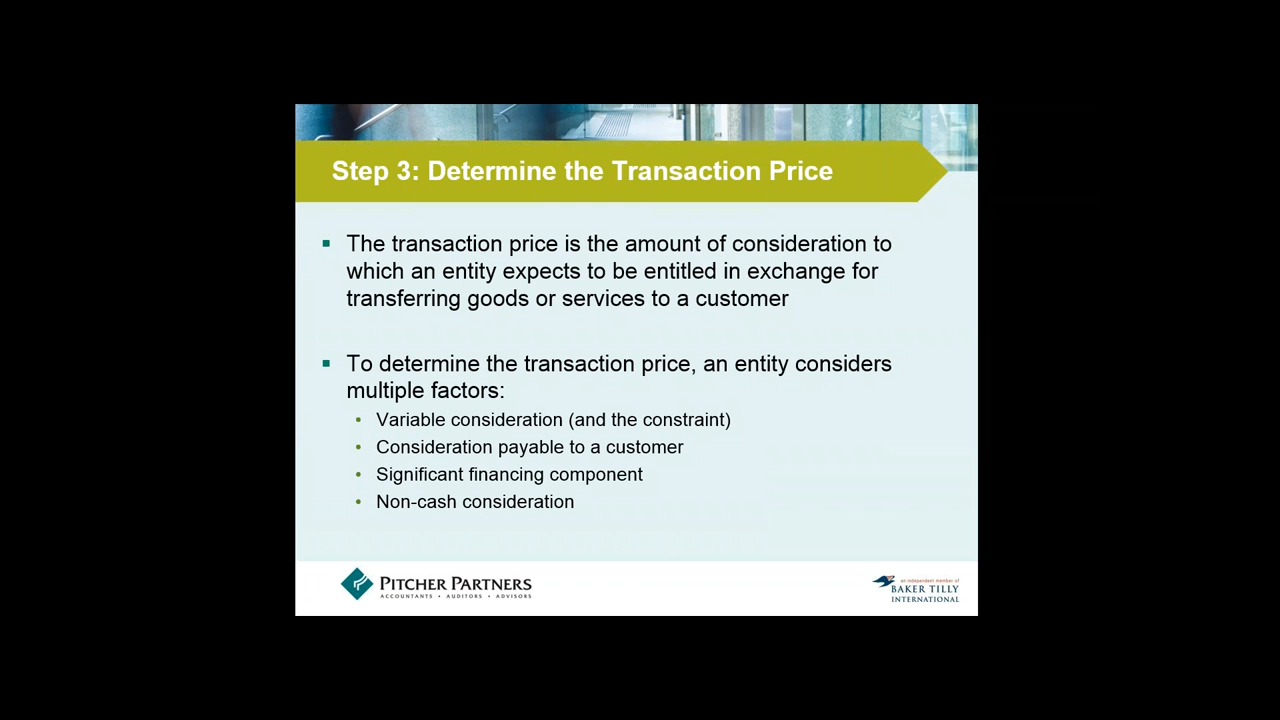 Step 3: Determine the Transaction Price
▪ The transaction price is the amount of consideration to
which an entity expects to be entitled in exchange for
transferring goods or services to a customer
▪ To determine the transaction price, an entity considers
multiple factors:
• Variable consideration (and the constraint)
• Consideration payable to a customer
• Significant financing component
• Non-cash consideration
PITCHER PARTNERS
ACCOUNTANTS • AUDITORS • ADVISORS
an independent member of
BAKER TILLY
INTERNATIONAL